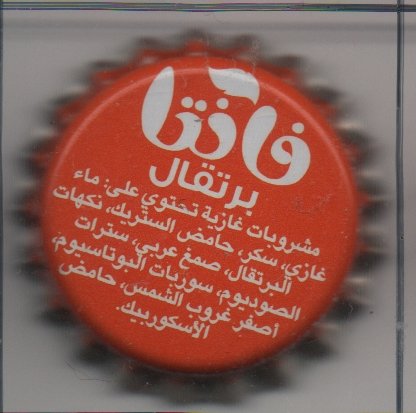 فانتا
برتقال
مشروبات غازية تحتوي على: ماء
غازي، سكر، حامض الستريك، نكهات
البرتقال، صمغ عربي، سترات
الصوديوم، سوربات البوتاسيوم،
أصفر غروب الشمس، حامض
الأسكوربيك.